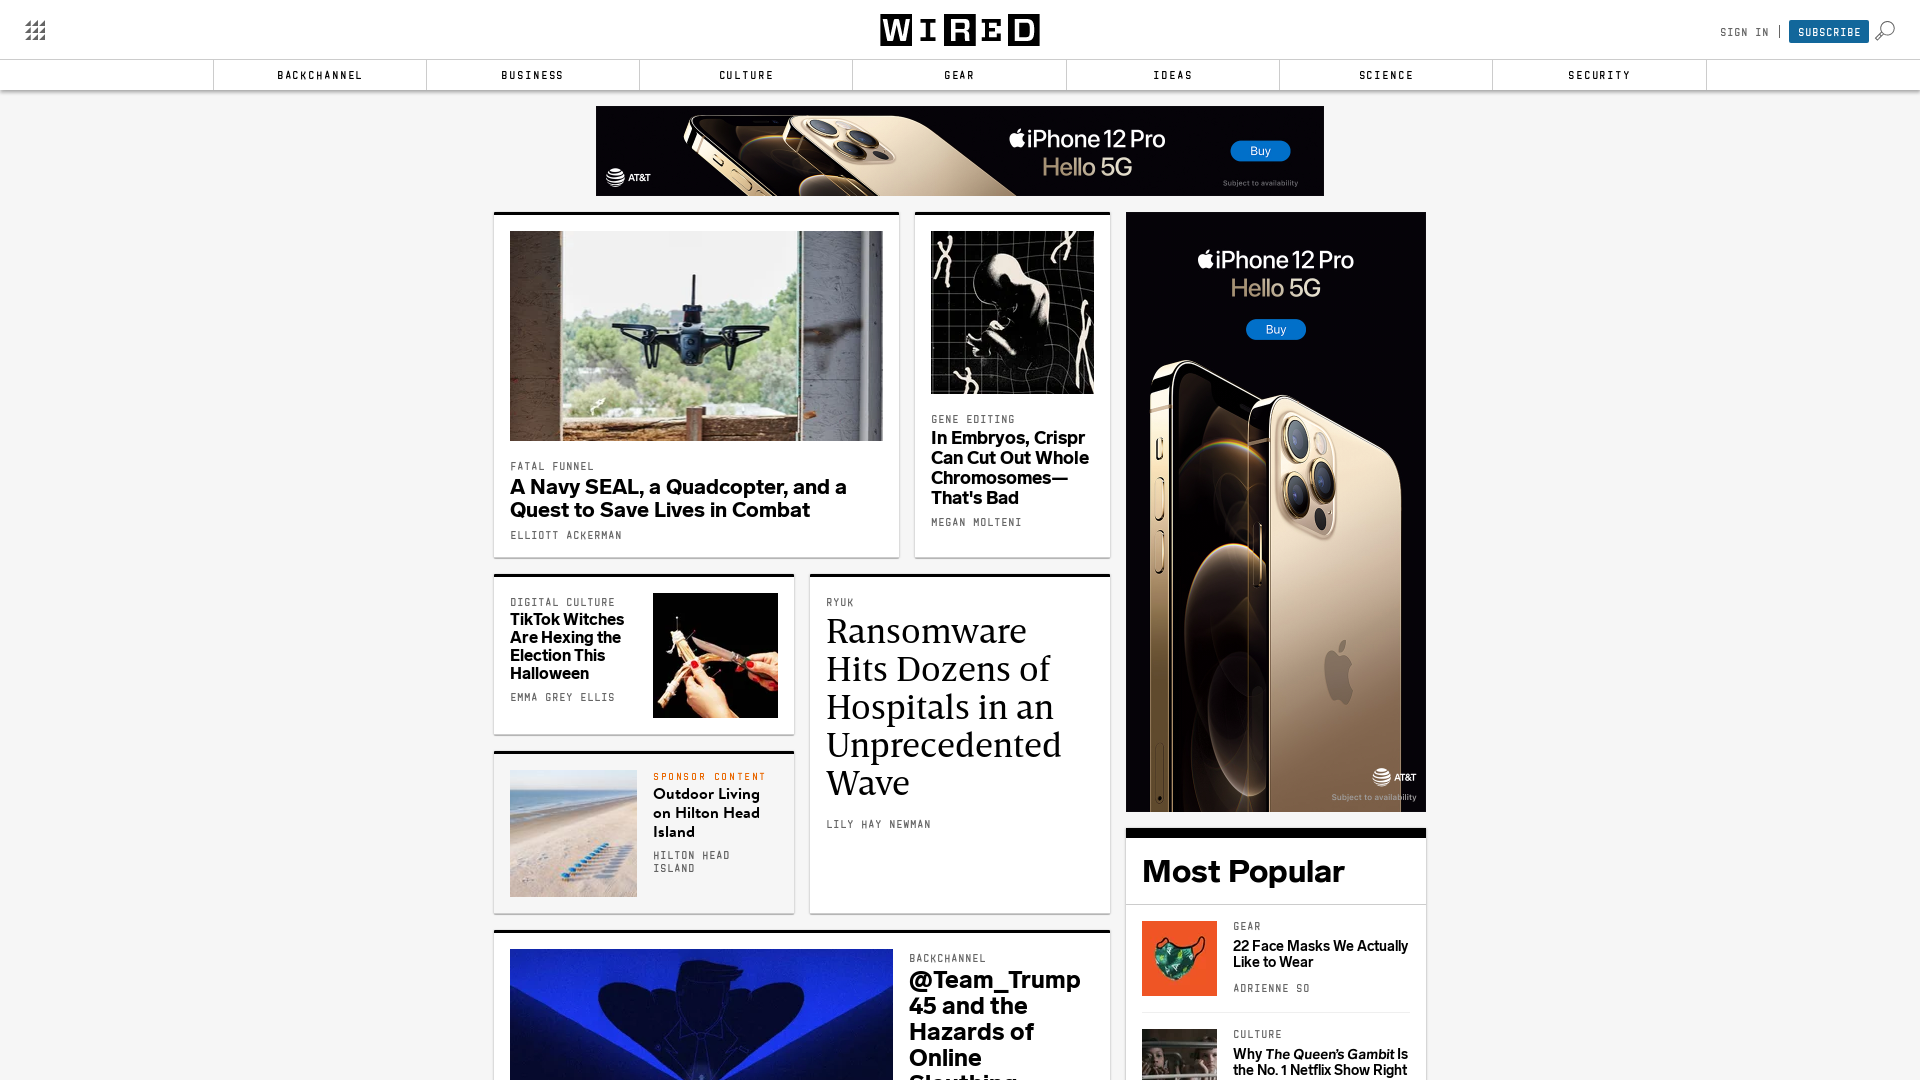 WIRED
SIGN IN
SUBSCRIBE
BACKCHANNEL
BUSINESS
CULTURE
GEAR
IDEAS
SCIENCE
SECURITY
iPhone 12 Pro
Hello 5G
Buy
AT&T
Subject to availability
FATAL FUNNEL
A Navy SEAL, a Quadcopter, and a
Quest to Save Lives in Combat
ELLIOTT ACKERMAN
GENE EDITING
In Embryos, Crispr
Can Cut Out Whole
Chromosomes—
That's Bad
MEGAN MOLTENI
iPhone 12 Pro
Hello 5G
Buy
AT&T
Subject to availability
DIGITAL CULTURE
TikTok Witches
Are Hexing the
Election This
Halloween
EMMA GREY ELLIS
RYUK
Ransomware
Hits Dozens of
Hospitals in an
Unprecedented
Wave
LILY HAY NEWMAN
SPONSOR CONTENT
Outdoor Living
on Hilton Head
Island
HILTON HEAD
ISLAND
BACKCHANNEL
@Team_Trump
45 and the
Hazards of
Online
Sleuthing
Most Popular
GEAR
22 Face Masks We Actually
Like to Wear
ADRIENNE SO
CULTURE
Why The Queen's Gambit Is
the No. 1 Netflix Show Right